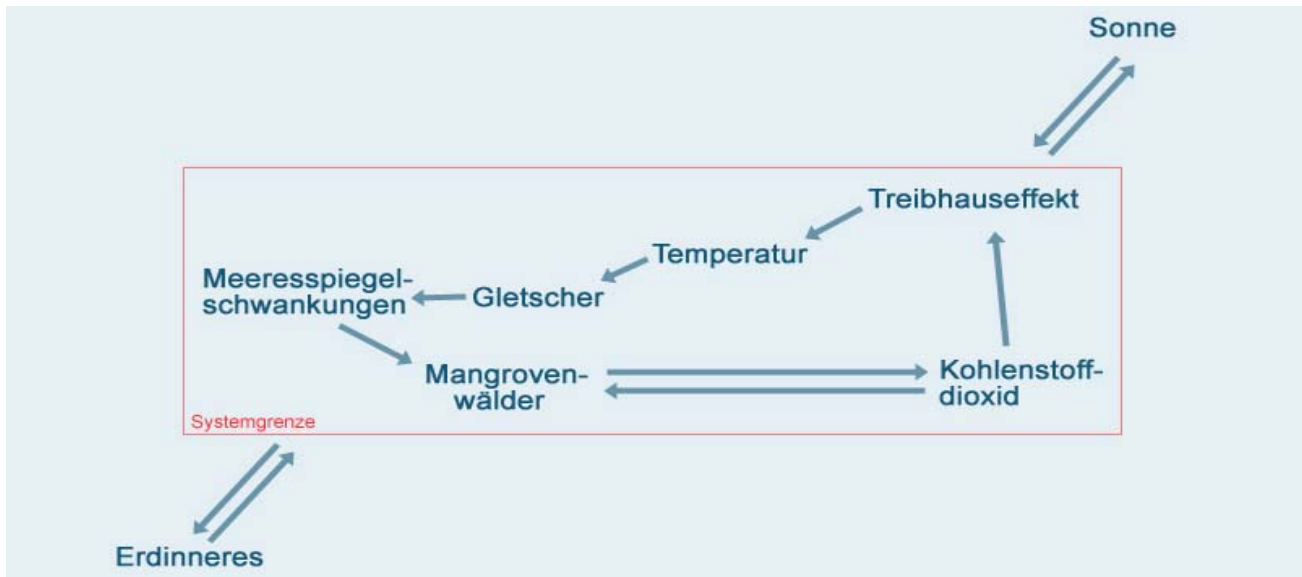 Sonne
Treibhauseffekt
Temperatur
Meeresspiegel-
schwankungen
Gletscher
Mangroven-
wälder
Kohlenstoff-
dioxid
Systemgrenze
Erdinneres